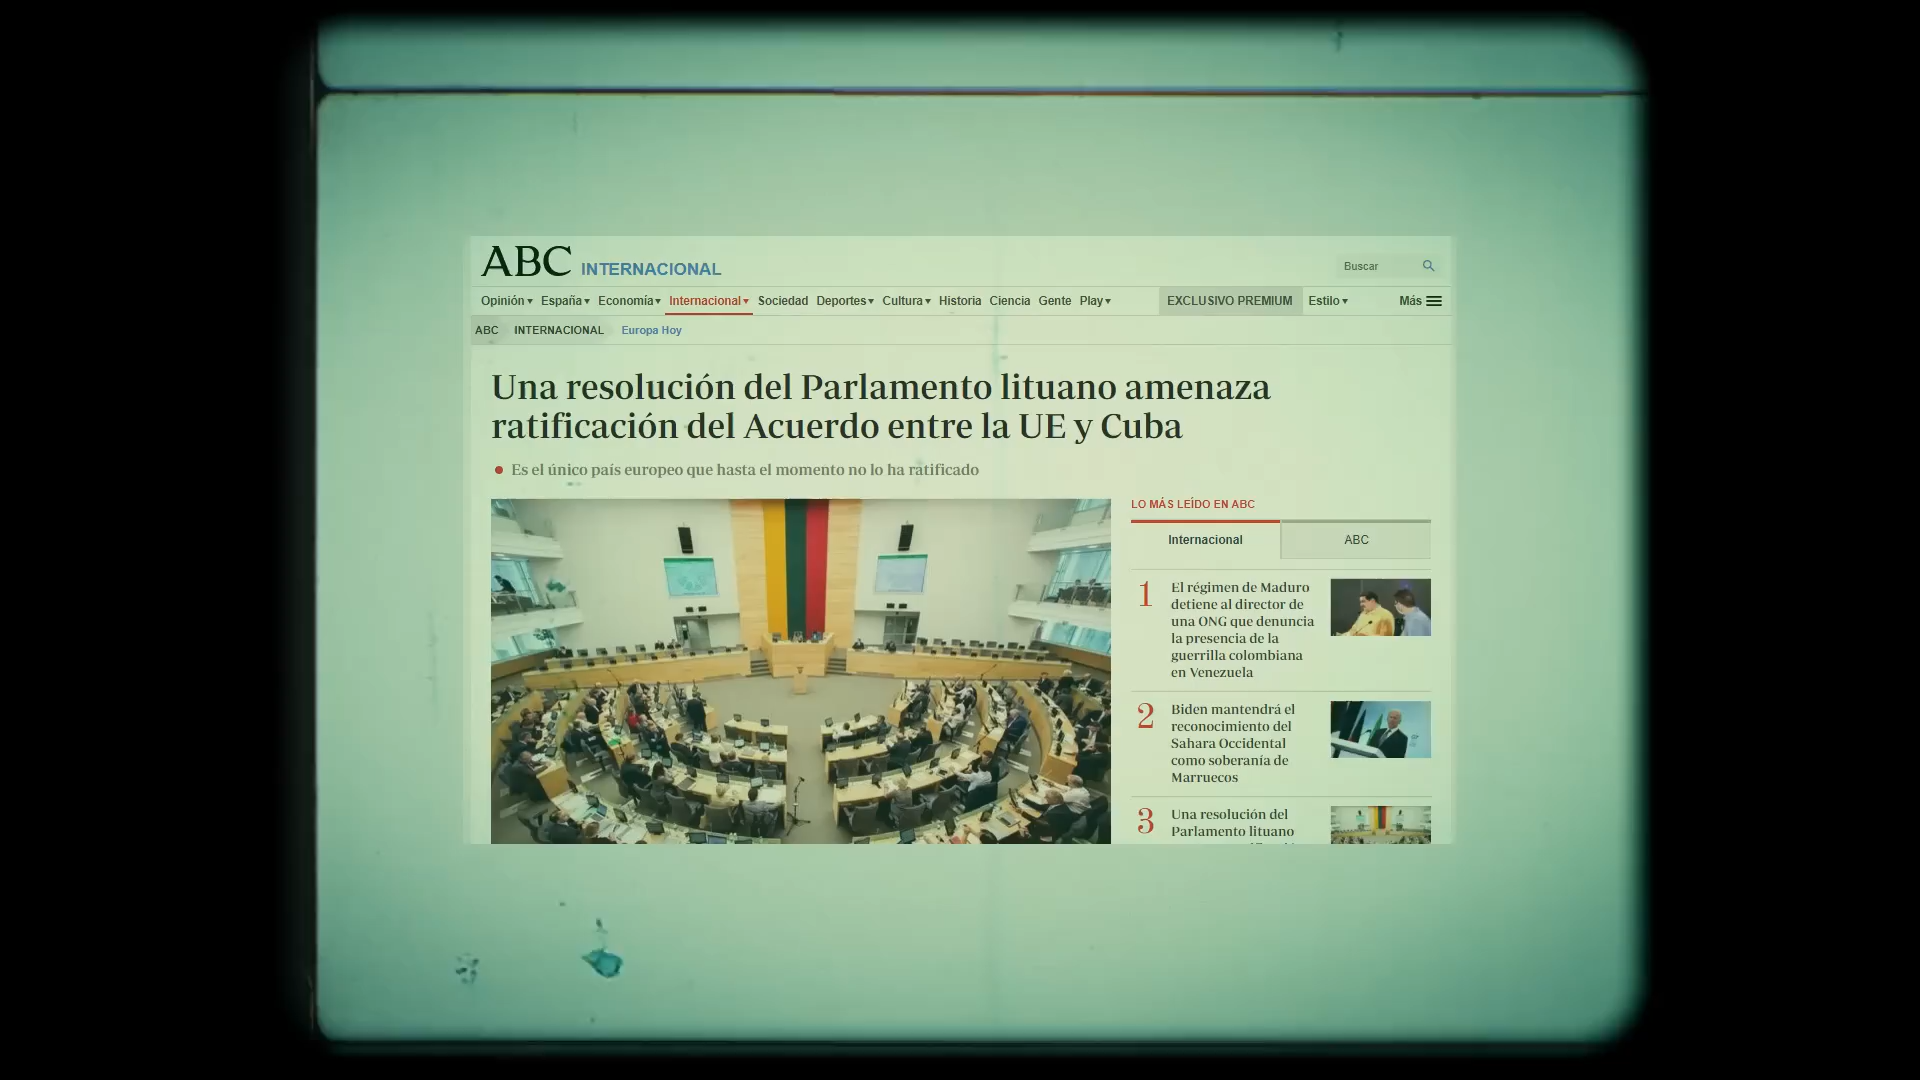 ABC INTERNACIONAL
Buscar
Opinión España Economía Internacional Sociedad Deportes Cultura Historia Ciencia Gente Play EXCLUSIVO PREMIUM Estilo Más
ABC INTERNACIONAL Europa Hoy
Una resolución del Parlamento lituano amenaza
ratificación del Acuerdo entre la UE y Cuba
Es el único país europeo que hasta el momento no lo ha ratificado
LO MÁS LEÍDO EN ABC
Internacional ABC
1
El régimen de Maduro
detiene al director de
una ONG que denuncia
la presencia de la
guerrilla colombiana
en Venezuela
2
Biden mantendrá el
reconocimiento del
Sahara Occidental
como soberanía de
Marruecos
3
Una resolución del
Parlamento lituano